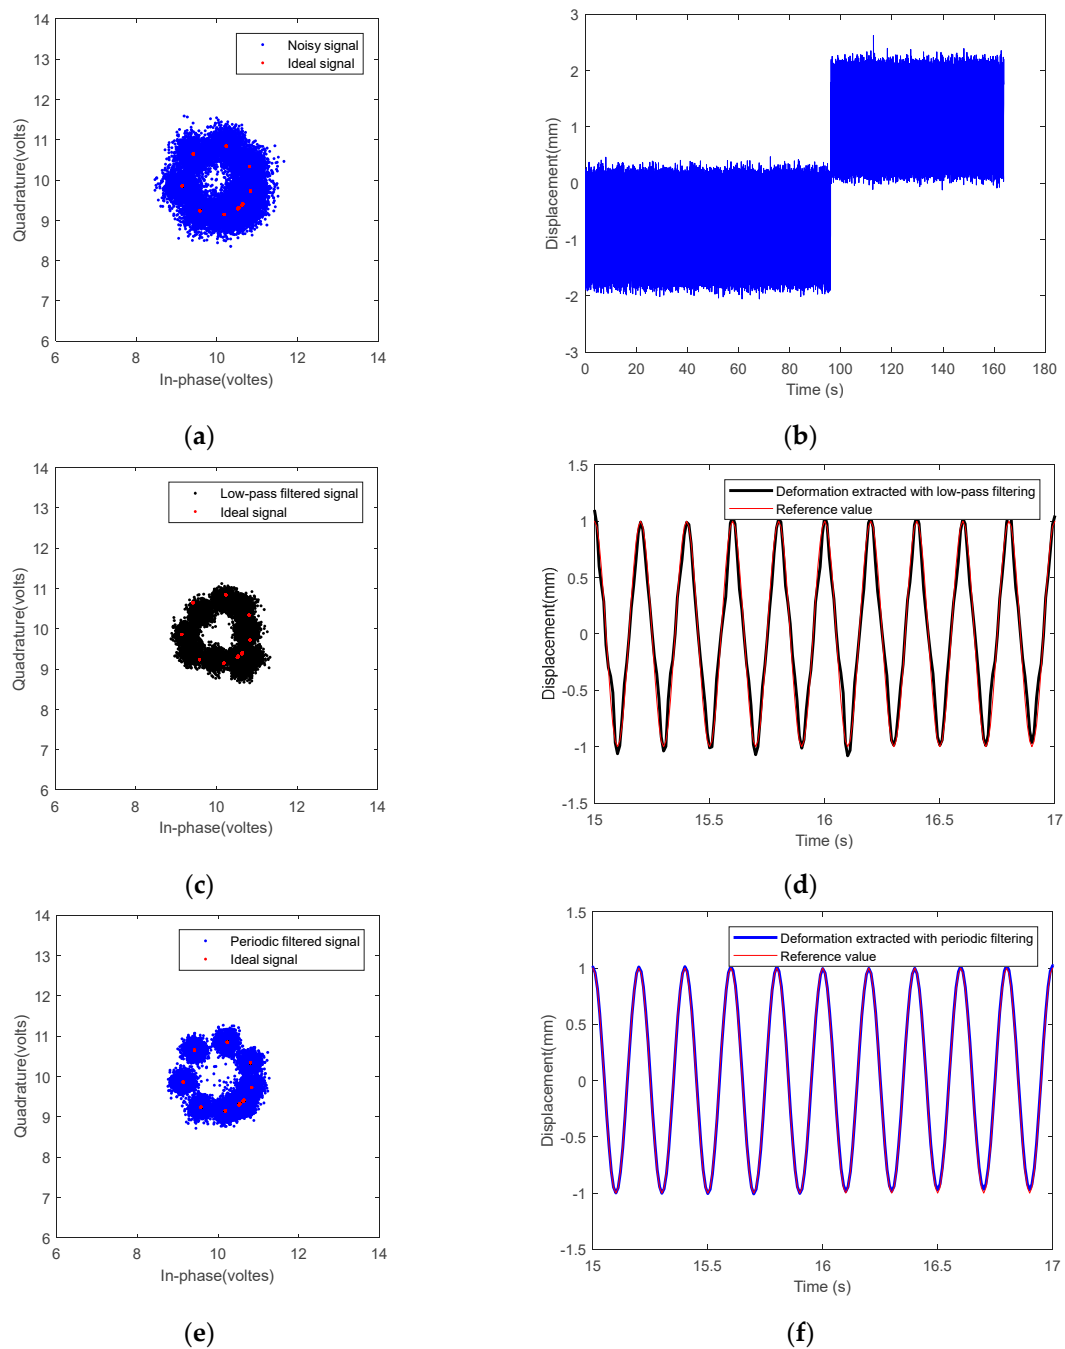 14
13
12
11
10
9
8
7
6
Quadrature(volts)
Noisy signal
Ideal signal
6 8 10 12 14
In-phase(voltes)
(a)
3
2
1
0
-1
-2
-3
Displacement(mm)
0 20 40 60 80 100 120 140 160 180
Time (s)
(b)
14
13
12
11
10
9
8
7
6
Quadrature(volts)
Low-pass filtered signal
Ideal signal
6 8 10 12 14
In-phase(voltes)
(c)
1.5
1
0.5
0
-0.5
-1
-1.5
Displacement(mm)
Deformation extracted with low-pass filtering
Reference value
15 15.5 16 16.5 17
Time (s)
(d)
14
13
12
11
10
9
8
7
6
Quadrature(volts)
Periodic filtered signal
Ideal signal
6 8 10 12 14
In-phase(voltes)
(e)
1.5
1
0.5
0
-0.5
-1
-1.5
Displacement(mm)
Deformation extracted with periodic filtering
Reference value
15 15.5 16 16.5 17
Time (s)
(f)